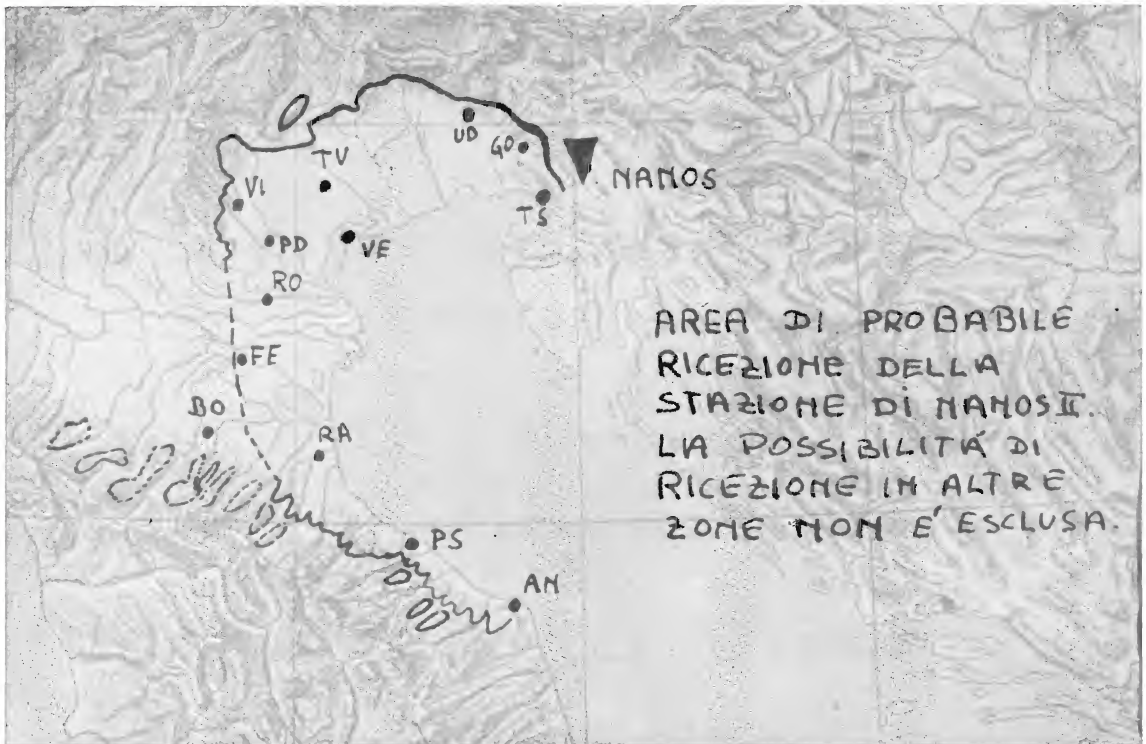 UD
GO
NANOS
TV
TS
VI
PD
VE
RO
FE
BO
RA
PS
AN
AREA DI PROBABILE
RICEZIONE DELLA
STAZIONE DI NANOS II.
LA POSSIBILITÁ DI
RICEZIONE IN ALTRE
ZONE NON É ESCLUSA.